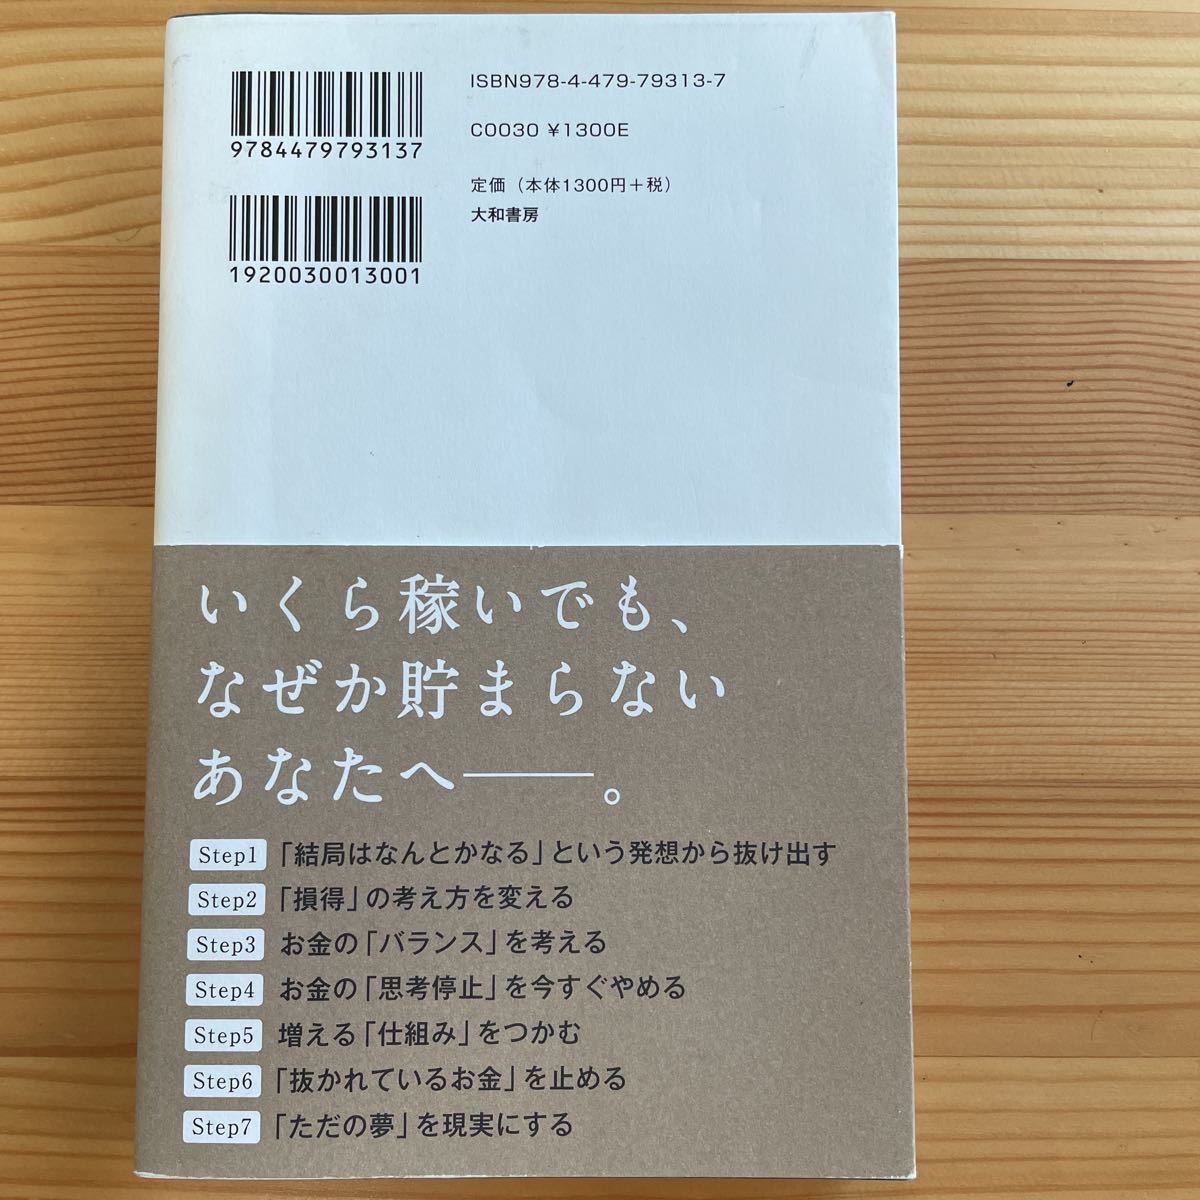 ISBN978-4-479-79313-7
C0030 ¥1300E
定価（本体1300円＋税）
大和書房
9784479793137
1920030013001
いくら稼いでも、
なぜか貯まらない
あなたへ――。
Step1 「結局はなんとかなる」という発想から抜け出す
Step2 「損得」の考え方を変える
Step3 お金の「バランス」を考える
Step4 お金の「思考停止」を今すぐやめる
Step5 増える「仕組み」をつかむ
Step6 「抜かれているお金」を止める
Step7 「ただの夢」を現実にする